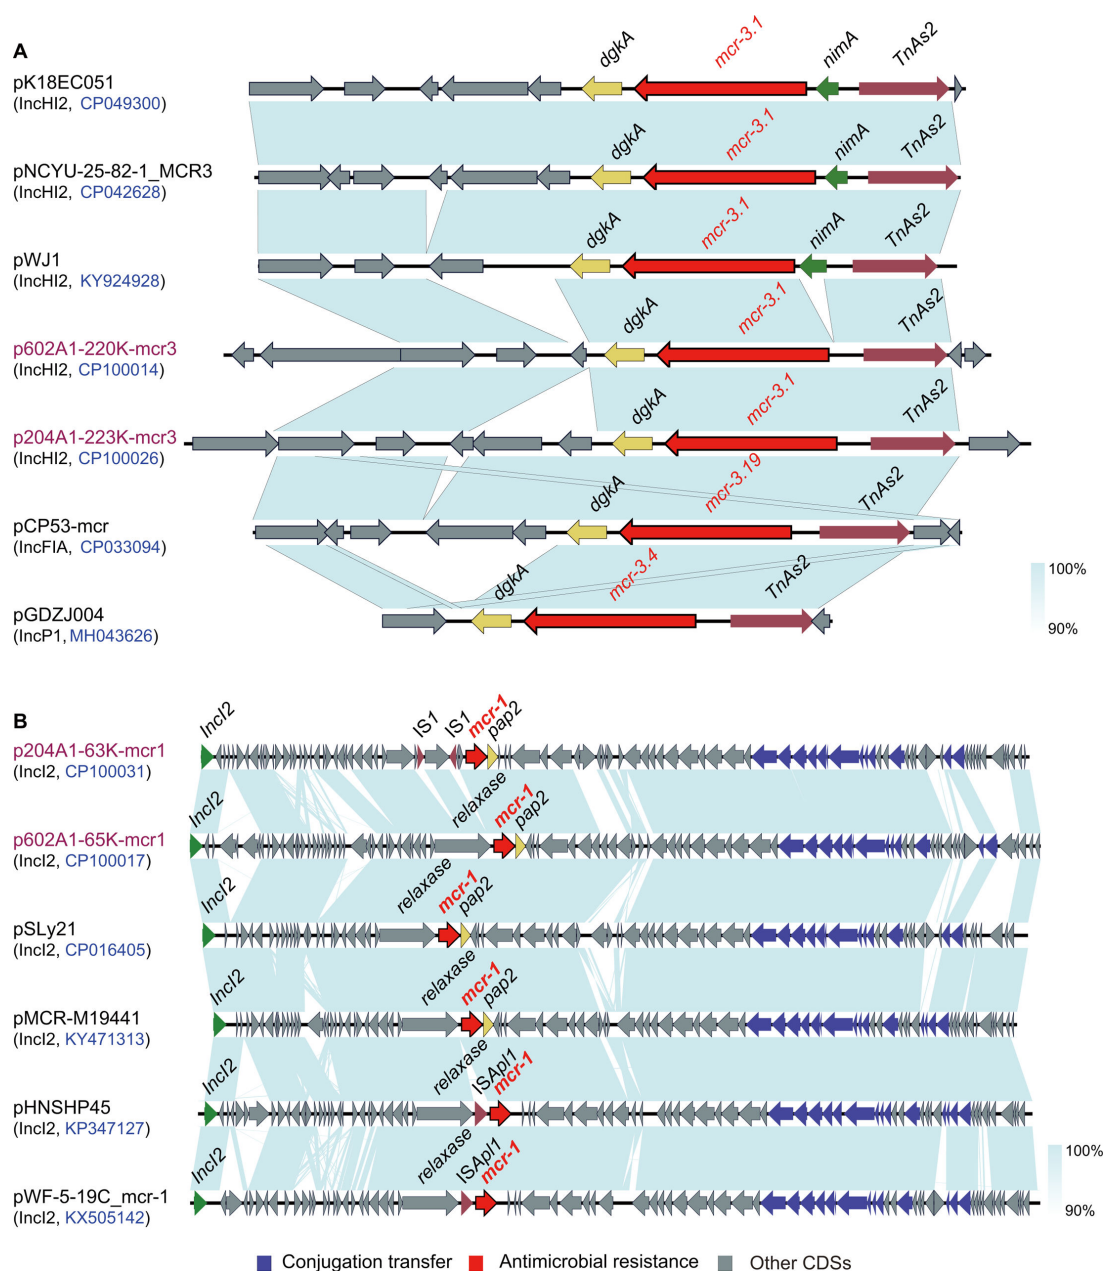 A
dgkA mcr-3.1 nimA TnAs2
pK18EC051
(IncHI2, CP049300)
dgkA mcr-3.1 nimA TnAs2
pNCYU-25-82-1_MCR3
(IncHI2, CP042628)
dgkA mcr-3.1 nimA TnAs2
pWJ1
(IncHI2, KY924928)
dgkA mcr-3.1 TnAs2
p602A1-220K-mcr3
(IncHI2, CP100014)
dgkA mcr-3.1 TnAs2
p204A1-223K-mcr3
(IncHI2, CP100026)
dgkA mcr-3.19 TnAs2
pCP53-mcr
(IncFIA, CP033094)
100%
90%
dgkA mcr-3.4 TnAs2
pGDZJ004
(IncP1, MH043626)
B
IncI2 IS1 IS1 mcr-1 pap2
p204A1-63K-mcr1
(IncI2, CP100031)
IncI2 relaxase mcr-1 pap2
p602A1-65K-mcr1
(IncI2, CP100017)
IncI2 relaxase mcr-1 pap2
pSLy21
(IncI2, CP016405)
IncI2 relaxase mcr-1 pap2
pMCR-M19441
(IncI2, KY471313)
IncI2 relaxase ISApl1 mcr-1
pHNSHP45
(IncI2, KP347127)
IncI2 relaxase ISApl1 mcr-1
pWF-5-19C_mcr-1
(IncI2, KX505142)
100%
90%
Conjugation transfer Antimicrobial resistance Other CDSs